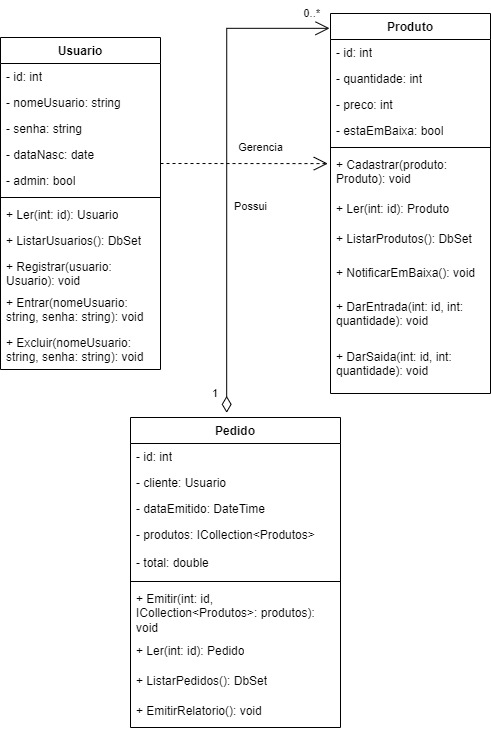 Usuario
- id: int
- nomeUsuario: string
- senha: string
- dataNasc: date
- admin: bool
+ Ler(int: id): Usuario
+ ListarUsuarios(): DbSet
+ Registrar(usuario:
Usuario): void
+ Entrar(nomeUsuario:
string, senha: string): void
+ Excluir(nomeUsuario:
string, senha: string): void
0..*
Gerencia
Possui
1
Produto
- id: int
- quantidade: int
- preco: int
- estaEmBaixa: bool
+ Cadastrar(produto:
Produto): void
+ Ler(int: id): Produto
+ ListarProdutos(): DbSet
+ NotificarEmBaixa(): void
+ DarEntrada(int: id, int:
quantidade): void
+ DarSaida(int: id, int:
quantidade): void
Pedido
- id: int
- cliente: Usuario
- dataEmitido: DateTime
- produtos: ICollection<Produtos>
- total: double
+ Emitir(int: id,
ICollection<Produtos>: produtos):
void
+ Ler(int: id): Pedido
+ ListarPedidos(): DbSet
+ EmitirRelatorio(): void